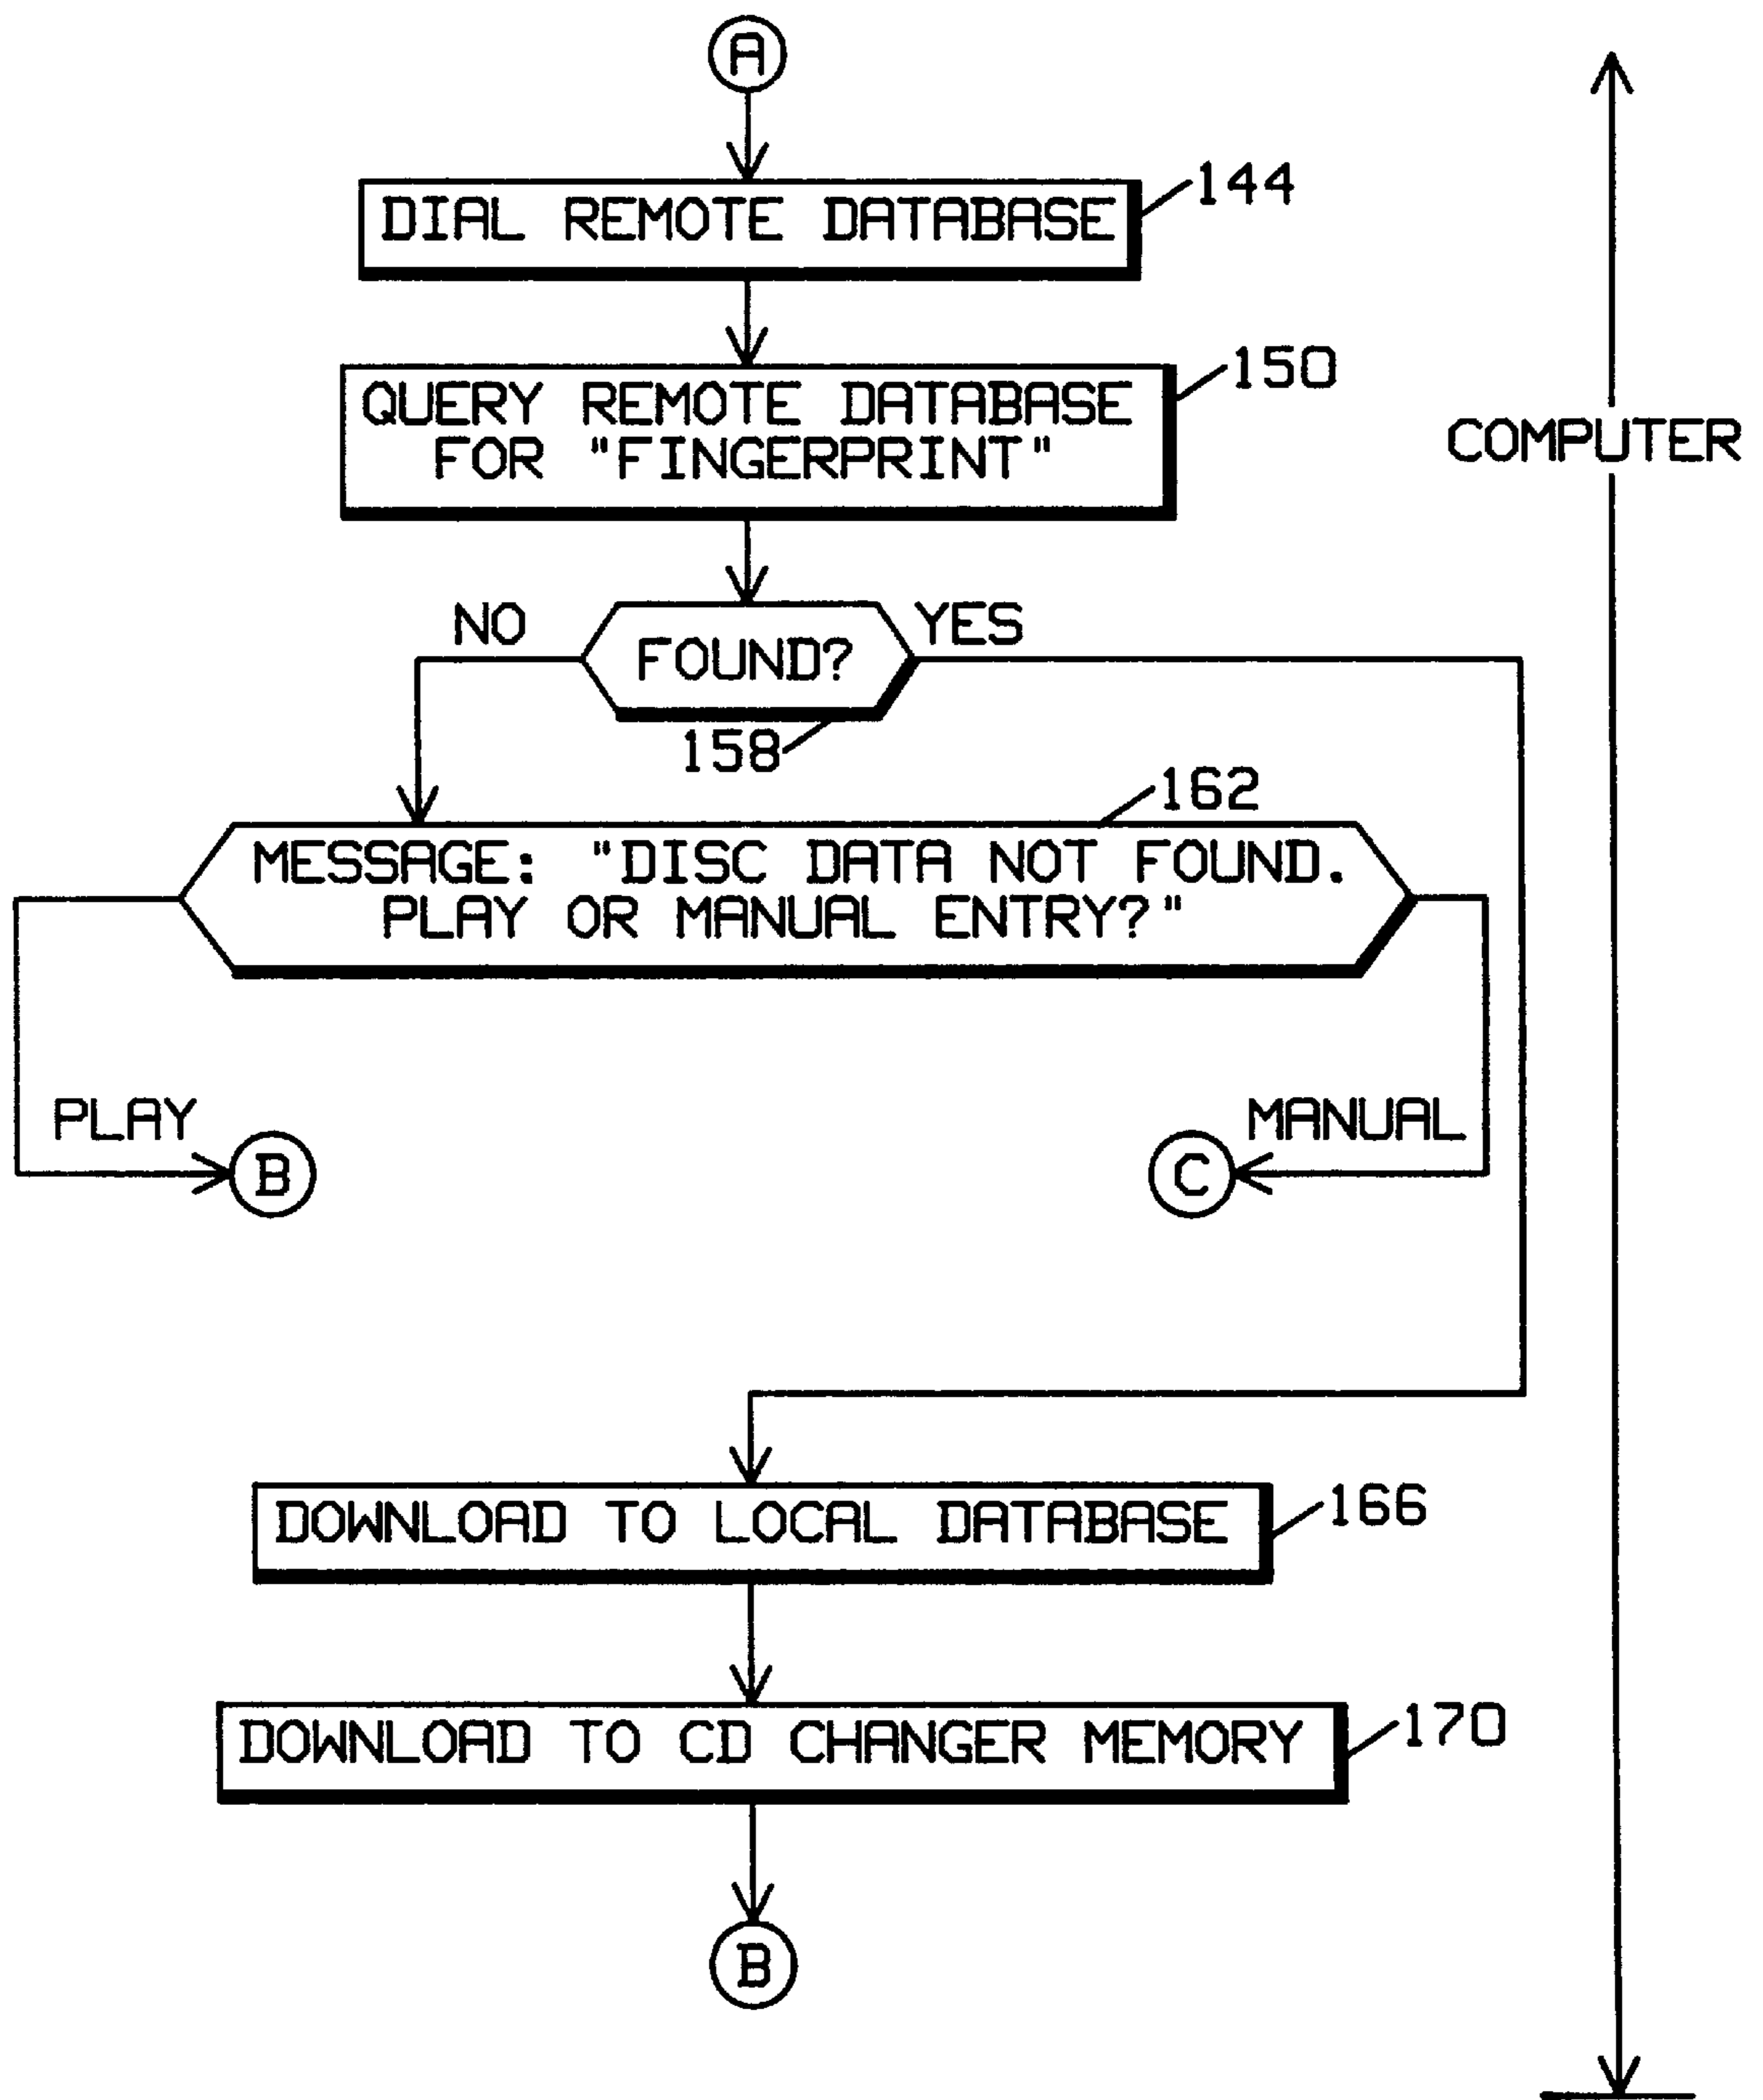 A
DIAL REMOTE DATABASE
144
QUERY REMOTE DATABASE
FOR "FINGERPRINT"
150
COMPUTER
NO
FOUND?
YES
158
162
MESSAGE: "DISC DATA NOT FOUND.
PLAY OR MANUAL ENTRY?"
PLAY
B
MANUAL
C
DOWNLOAD TO LOCAL DATABASE
166
DOWNLOAD TO CD CHANGER MEMORY
170
B